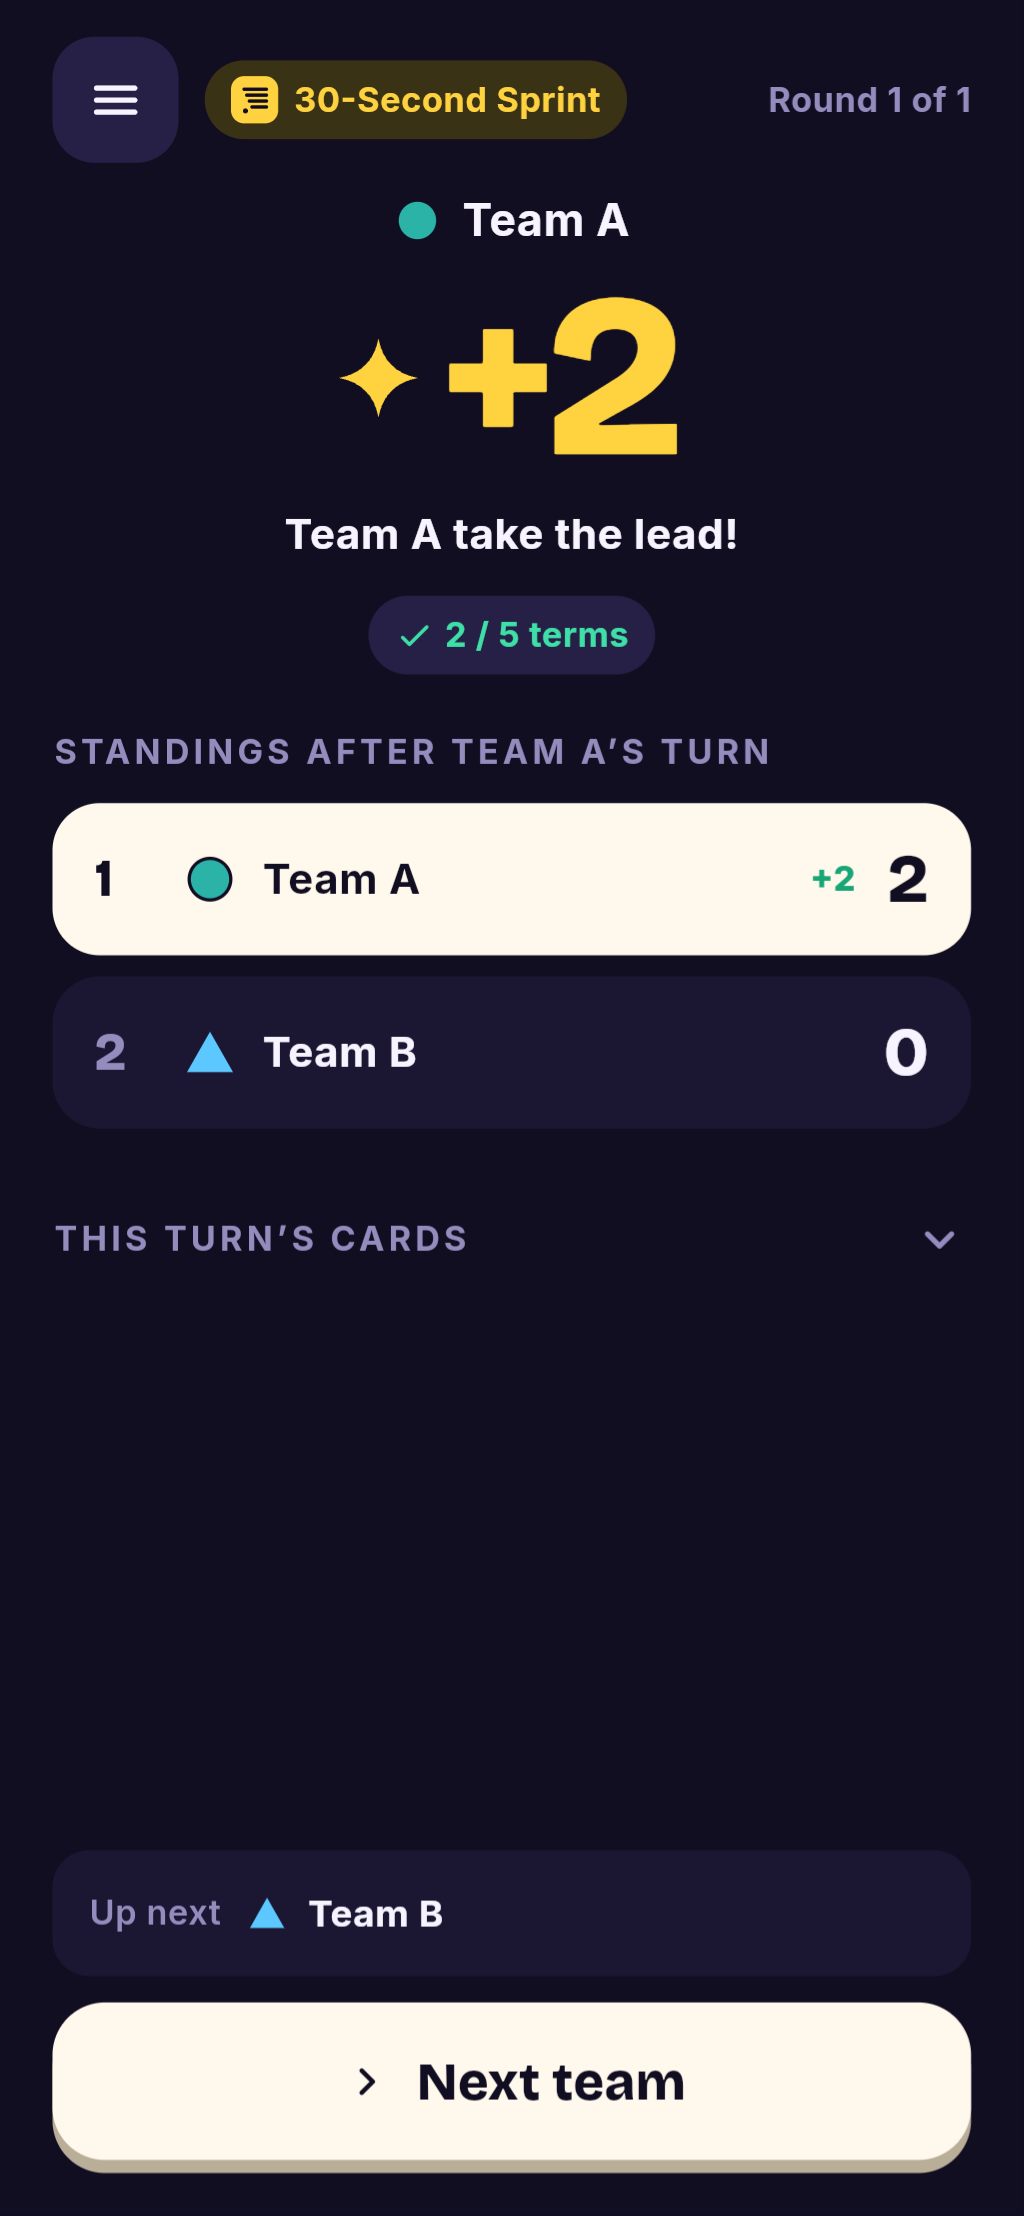 30-Second Sprint
Round 1 of 1
Team A
+2
Team A take the lead!
2 / 5 terms
STANDINGS AFTER TEAM A’S TURN
1 Team A +2 2
2 Team B 0
THIS TURN’S CARDS
Up next Team B
Next team